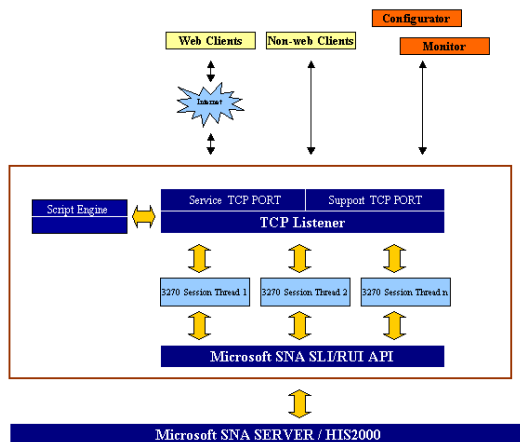 Configurator
Web Clients
Non-web Clients
Monitor
Internet
Service TCP PORT
Support TCP PORT
Script Engine
TCP Listener
3270 Session Thread 1
3270 Session Thread 2
3270 Session Thread n
Microsoft SNA SLI/RUI API
Microsoft SNA SERVER / HIS2000